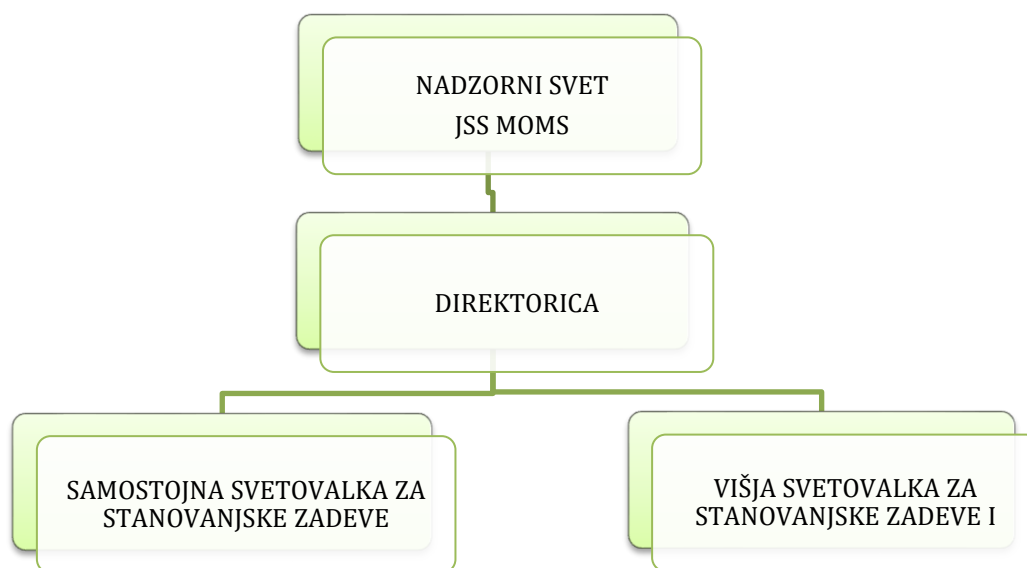 NADZORNI SVET
JSS MOMS
DIREKTORICA
SAMOSTOJNA SVETOVALKA ZA
STANOVANJSKE ZADEVE
VIŠJA SVETOVALKA ZA
STANOVANJSKE ZADEVE I